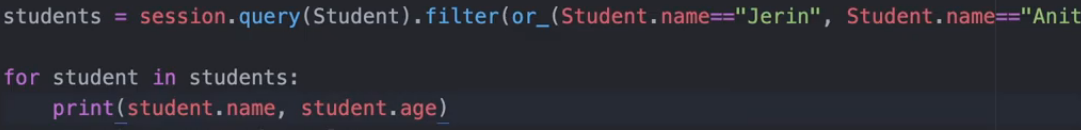 students = session.query(Student).filter(or_(Student.name=="Jerin", Student.name=="Anit
for student in students:
    print(student.name, student.age)